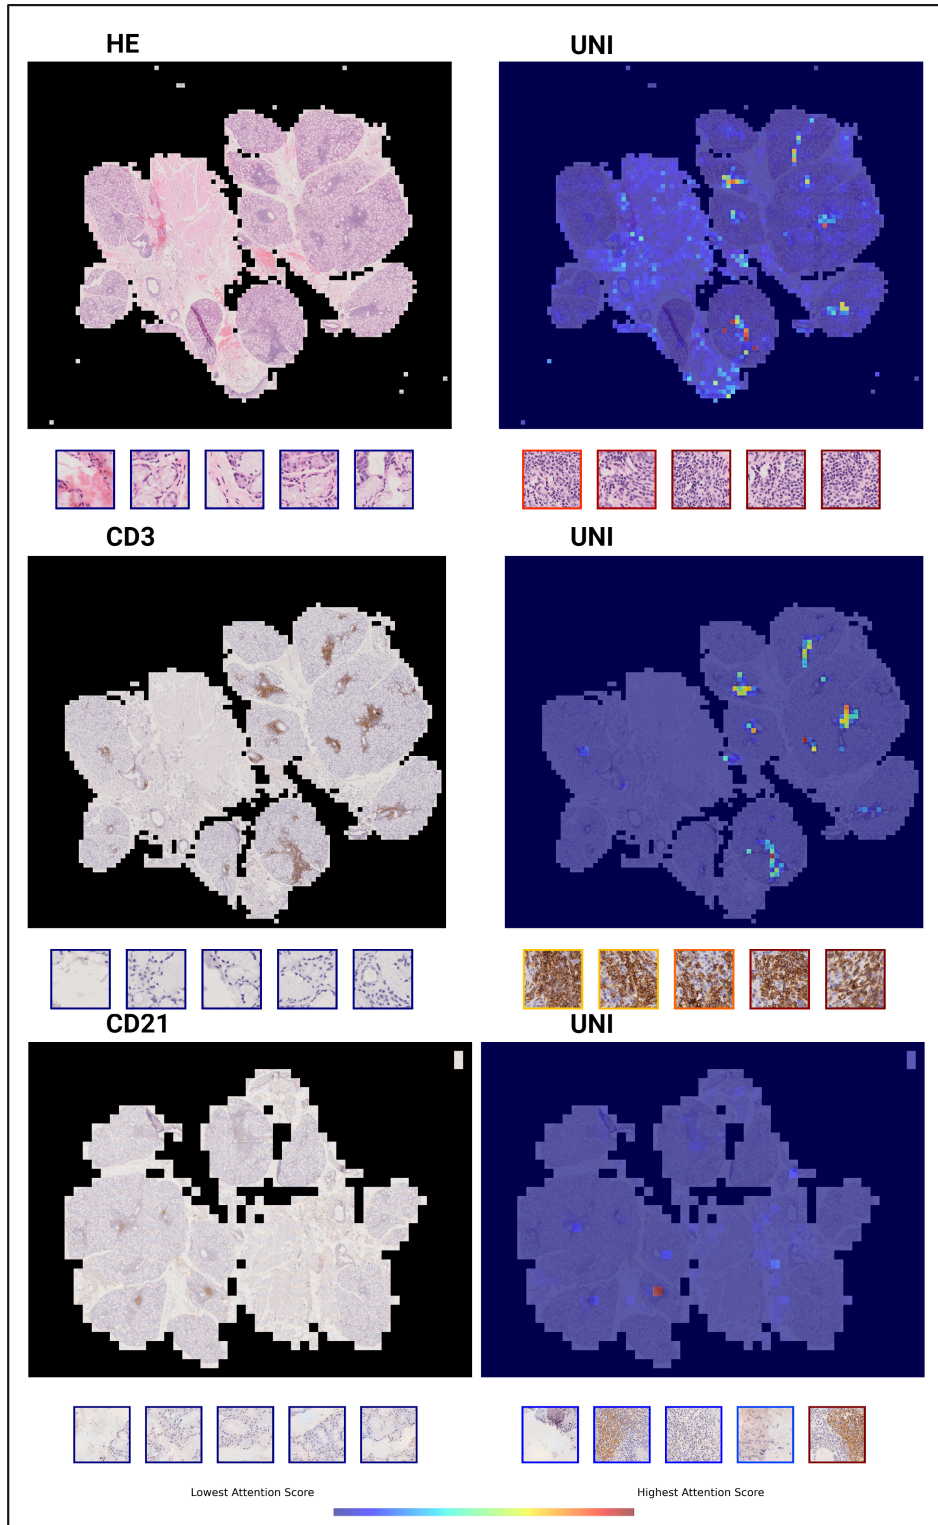 HE UNI
CD3 UNI
CD21 UNI
Lowest Attention Score Highest Attention Score